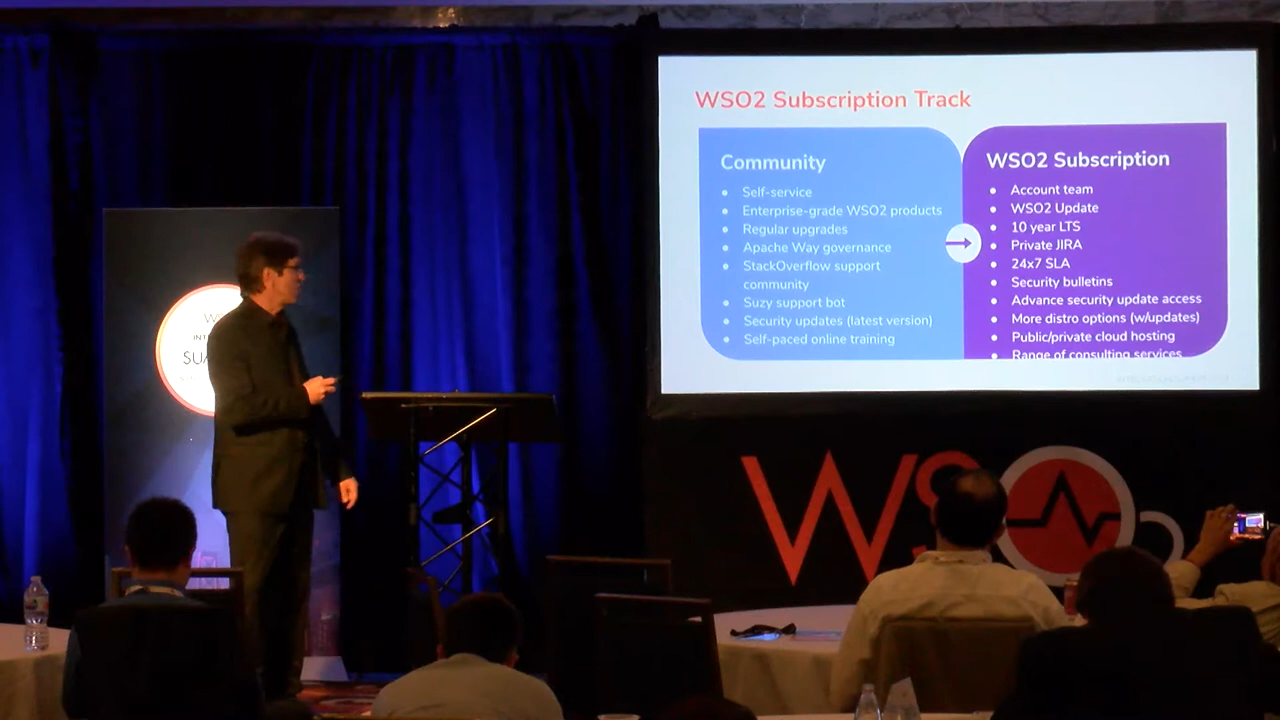 WSO2 Subscription Track
Community
Self-service
Enterprise-grade WSO2 products
Regular upgrades
Apache Way governance
StackOverflow support
community
Suzy support bot
Security updates (latest version)
Self-paced online training
WSO2 Subscription
Account team
WSO2 Update
10 year LTS
Private JIRA
24x7 SLA
Security bulletins
Advance security update access
More distro options (w/updates)
Public/private cloud hosting
Range of consulting services
WSO